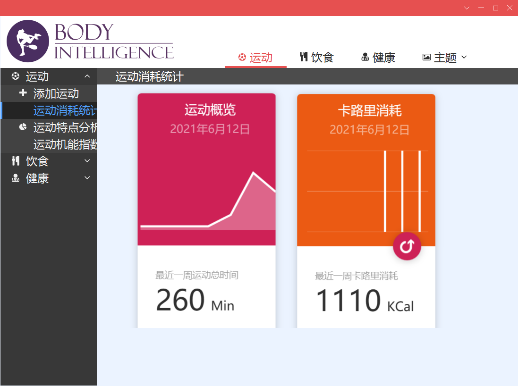 BODY
INTELLIGENCE
运动
饮食
健康
主题
运动
添加运动
运动消耗统计
运动特点分析
运动机能指数
饮食
健康
运动消耗统计
运动概览
2021年6月12日
最近一周运动总时间
260 Min
卡路里消耗
2021年6月12日
最近一周卡路里消耗
1110 KCal